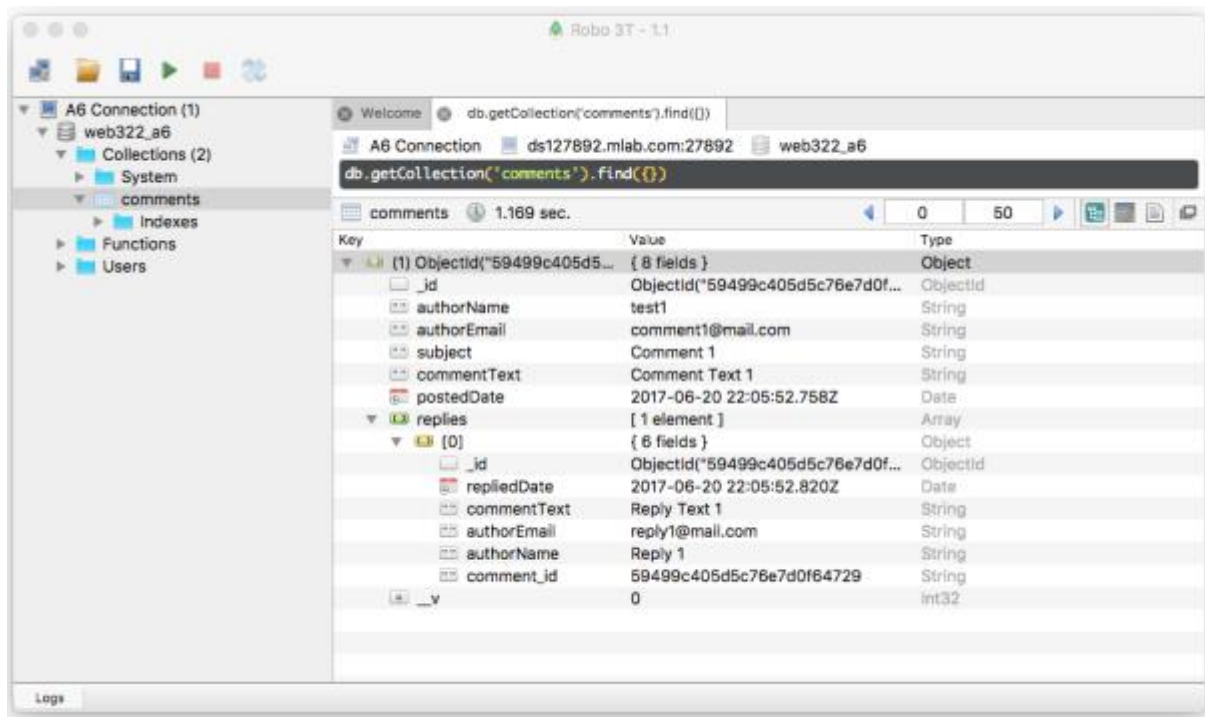 Robo 3T - 1.1
A6 Connection (1)
web322_a6
Collections (2)
System
comments
Indexes
Functions
Users
Welcome db.getCollection('comments').find({})
A6 Connection ds127892.mlab.com:27892 web322_a6
db.getCollection('comments').find({})
comments 1.169 sec. 0 50
Key Value Type
(1) ObjectId("59499c405d5... { 8 fields } Object
_id ObjectId("59499c405d5c76e7d0f... ObjectId
authorName test1 String
authorEmail comment1@mail.com String
subject Comment 1 String
commentText Comment Text 1 String
postedDate 2017-06-20 22:05:52.758Z Date
replies [ 1 element ] Array
[0] { 6 fields } Object
_id ObjectId("59499c405d5c76e7d0f... ObjectId
repliedDate 2017-06-20 22:05:52.820Z Date
commentText Reply Text 1 String
authorEmail reply1@mail.com String
authorName Reply 1 String
comment_id 59499c405d5c76e7d0f64729 String
__v 0 Int32
Logs